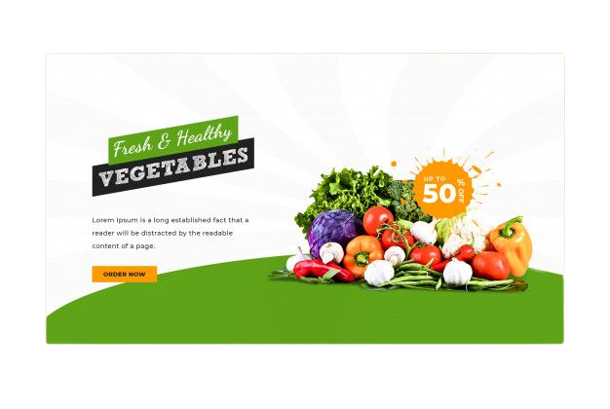 Fresh & Healthy
VEGETABLES
UP TO
50% OFF
Lorem Ipsum is a long established fact that a
reader will be distracted by the readable
content of a page.
ORDER NOW